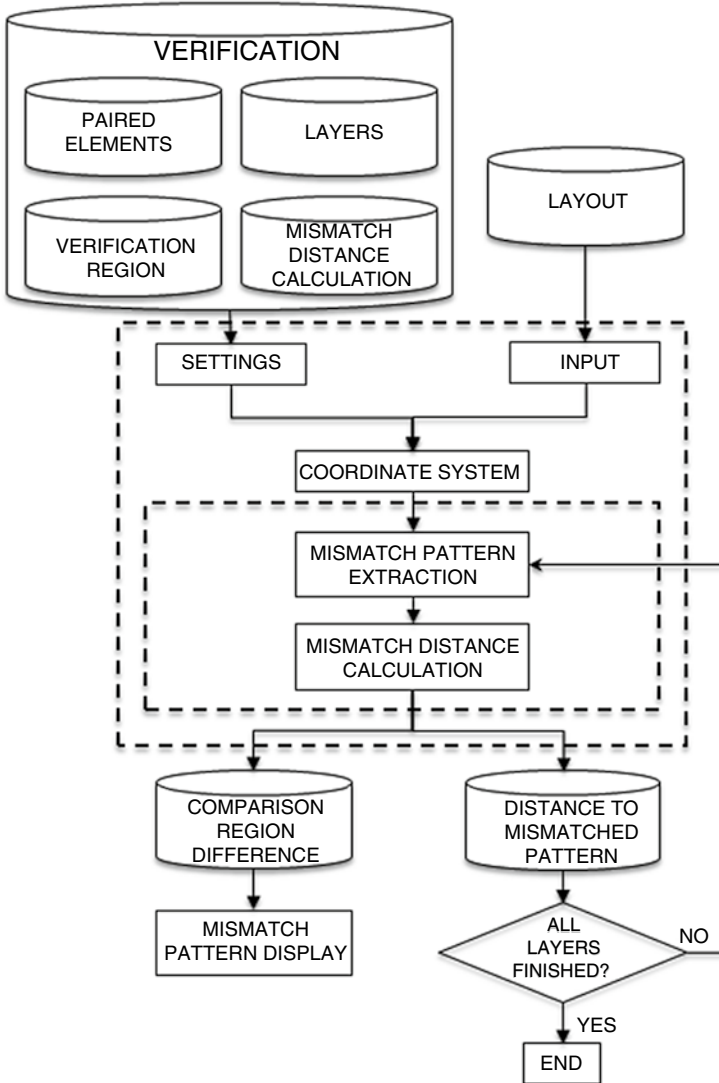 VERIFICATION
PAIRED
ELEMENTS
LAYERS
VERIFICATION
REGION
MISMATCH
DISTANCE
CALCULATION
LAYOUT
SETTINGS
INPUT
COORDINATE SYSTEM
MISMATCH PATTERN
EXTRACTION
MISMATCH DISTANCE
CALCULATION
COMPARISON
REGION
DIFFERENCE
DISTANCE TO
MISMATCHED
PATTERN
MISMATCH
PATTERN DISPLAY
ALL
LAYERS
FINISHED?
NO
YES
END